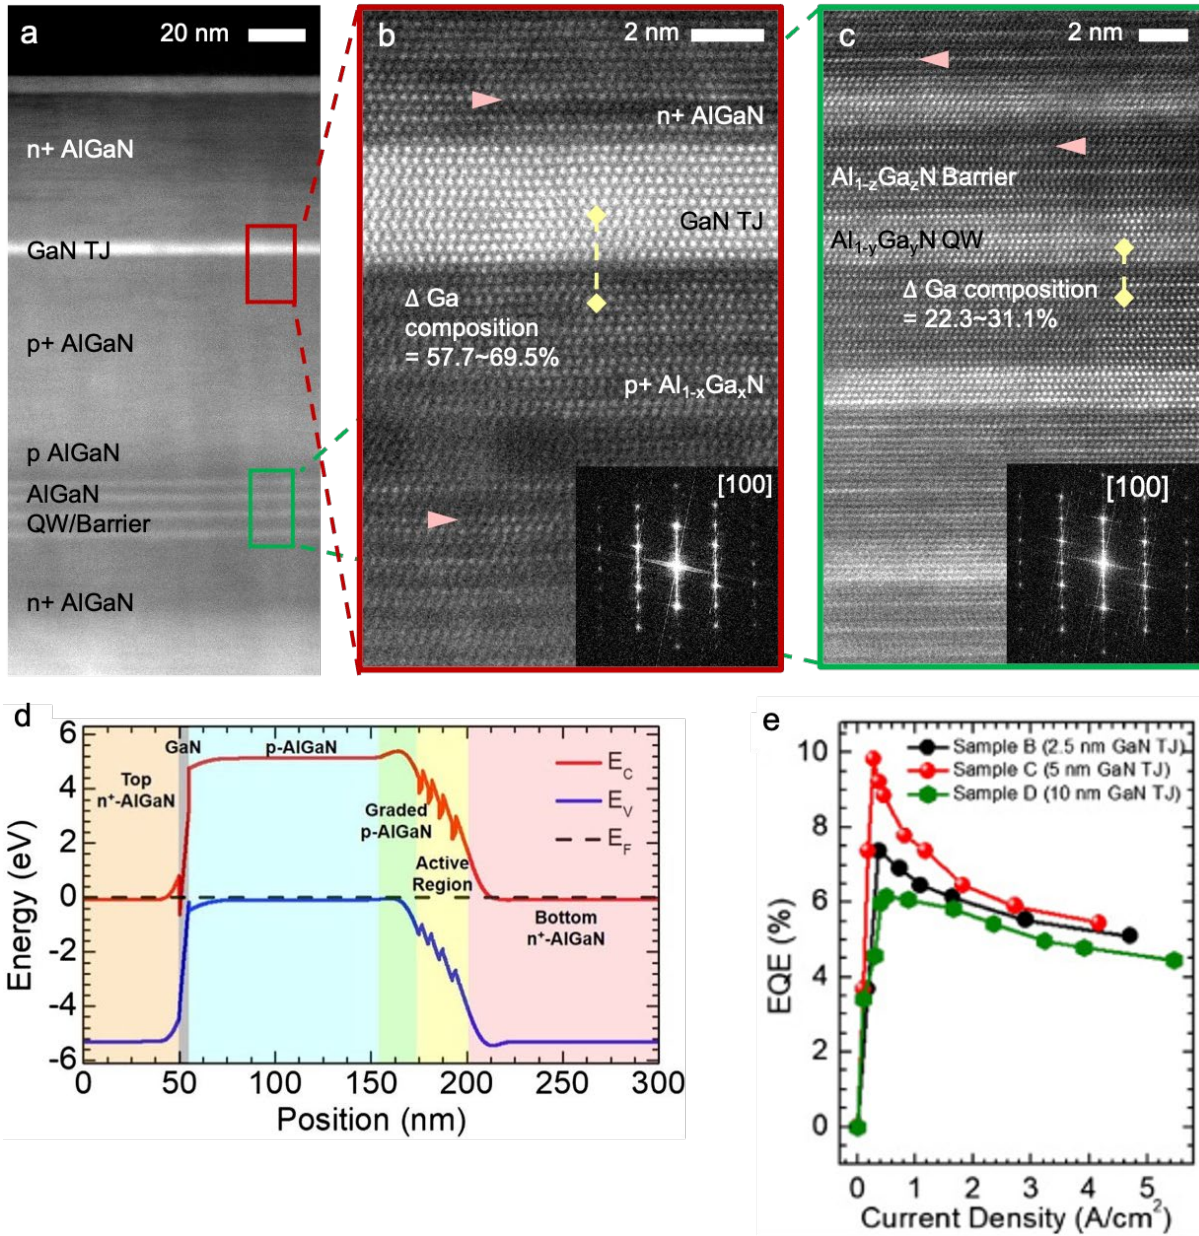 a
20 nm
n+ AlGaN
GaN TJ
p+ AlGaN
p AlGaN
AlGaN
QW/Barrier
n+ AlGaN
b
2 nm
n+ AlGaN
GaN TJ
Δ Ga
composition
= 57.7~69.5%
p+ Al₁₋ₓGaₓN
[100]
c
2 nm
Al₁₋zGazN Barrier
Al₁₋yGayN QW
Δ Ga composition
= 22.3~31.1%
[100]
d
Energy (eV)
6
4
2
0
-2
-4
-6
GaN
p-AlGaN
Top
n⁺-AlGaN
Graded
p-AlGaN
Active
Region
Bottom
n⁺-AlGaN
E_C
E_V
E_F
0 50 100 150 200 250 300
Position (nm)
e
EQE (%)
10
8
6
4
2
0
Sample B (2.5 nm GaN TJ)
Sample C (5 nm GaN TJ)
Sample D (10 nm GaN TJ)
0 1 2 3 4 5
Current Density (A/cm²)